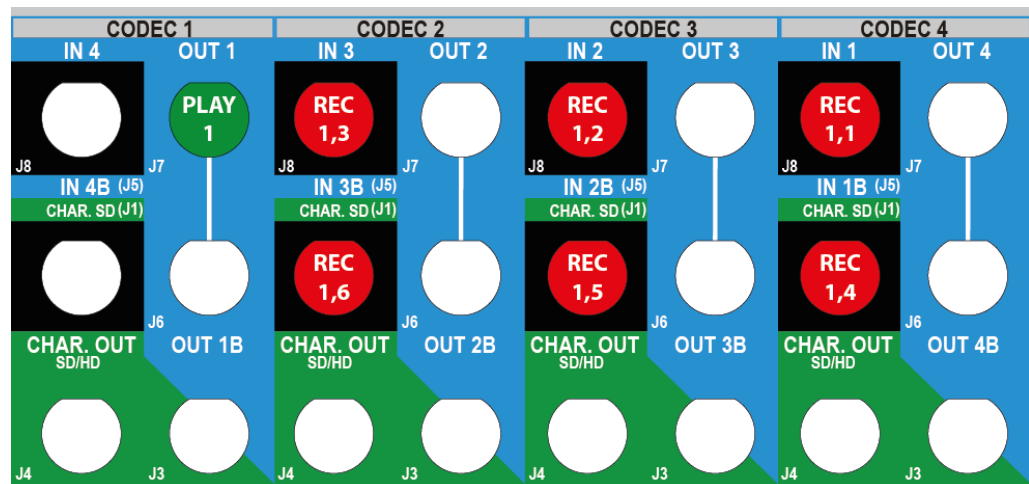 CODEC 1 CODEC 2 CODEC 3 CODEC 4
IN 4 OUT 1 IN 3 OUT 2 IN 2 OUT 3 IN 1 OUT 4
PLAY REC REC REC
1 1,3 1,2 1,1
J8 J7 J8 J7 J8 J7 J8 J7
IN 4B (J5) IN 3B (J5) IN 2B (J5) IN 1B (J5)
CHAR. SD (J1) CHAR. SD (J1) CHAR. SD (J1) CHAR. SD (J1)
REC REC REC
1,6 1,5 1,4
J6 J6 J6 J6
CHAR. OUT OUT 1B CHAR. OUT OUT 2B CHAR. OUT OUT 3B CHAR. OUT OUT 4B
SD/HD SD/HD SD/HD SD/HD
J4 J3 J4 J3 J4 J3 J4 J3